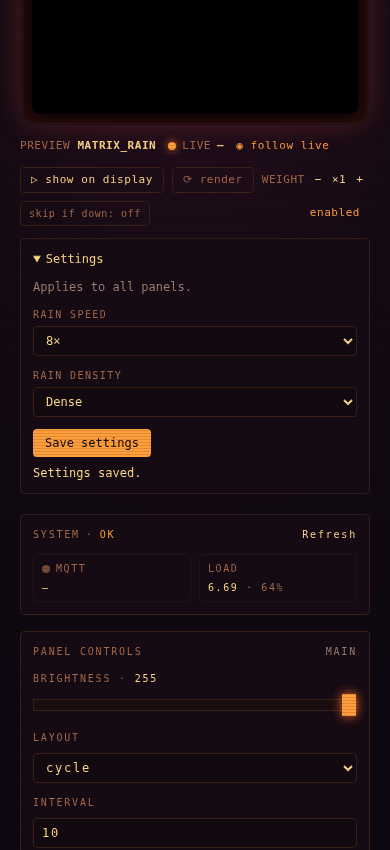 PREVIEW MATRIX_RAIN LIVE — ◉ follow live
▷ show on display ⟳ render WEIGHT − ×1 +
skip if down: off enabled
▼ Settings
Applies to all panels.
RAIN SPEED
8×
RAIN DENSITY
Dense
Save settings
Settings saved.
SYSTEM · OK Refresh
MQTT LOAD
— 6.69 · 64%
PANEL CONTROLS MAIN
BRIGHTNESS · 255
LAYOUT
cycle
INTERVAL
10